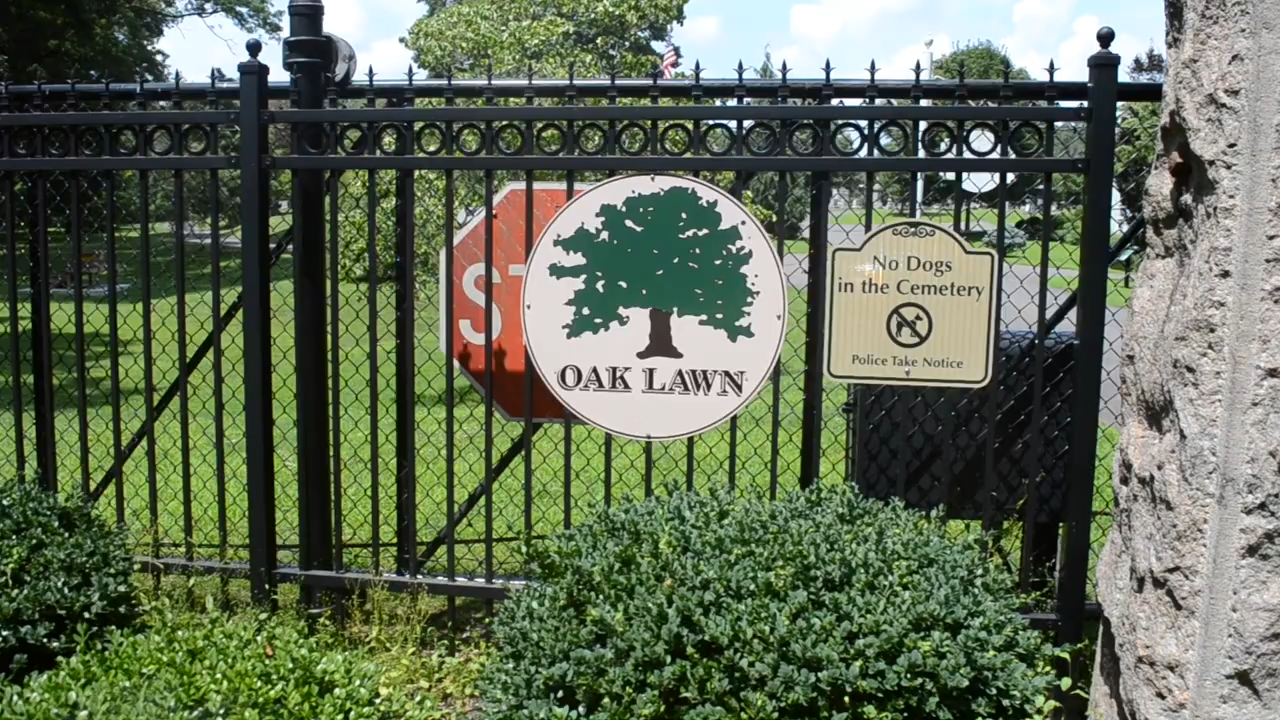 ST
OAK LAWN
No Dogs
in the Cemetery
Police Take Notice